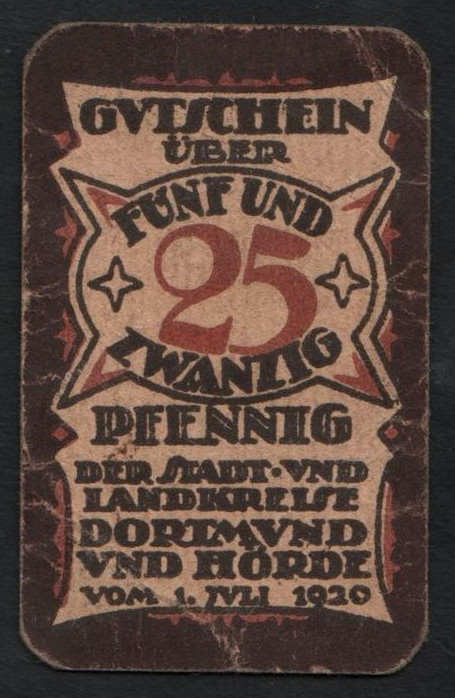 GVTSCHEIN
ÜBER
FÜNF UND
25
ZWANZIG
PFENNIG
DER STADT·VND
LANDKREISE
DORTMVND
VND HÖRDE
VOM 1. JVLI 1920